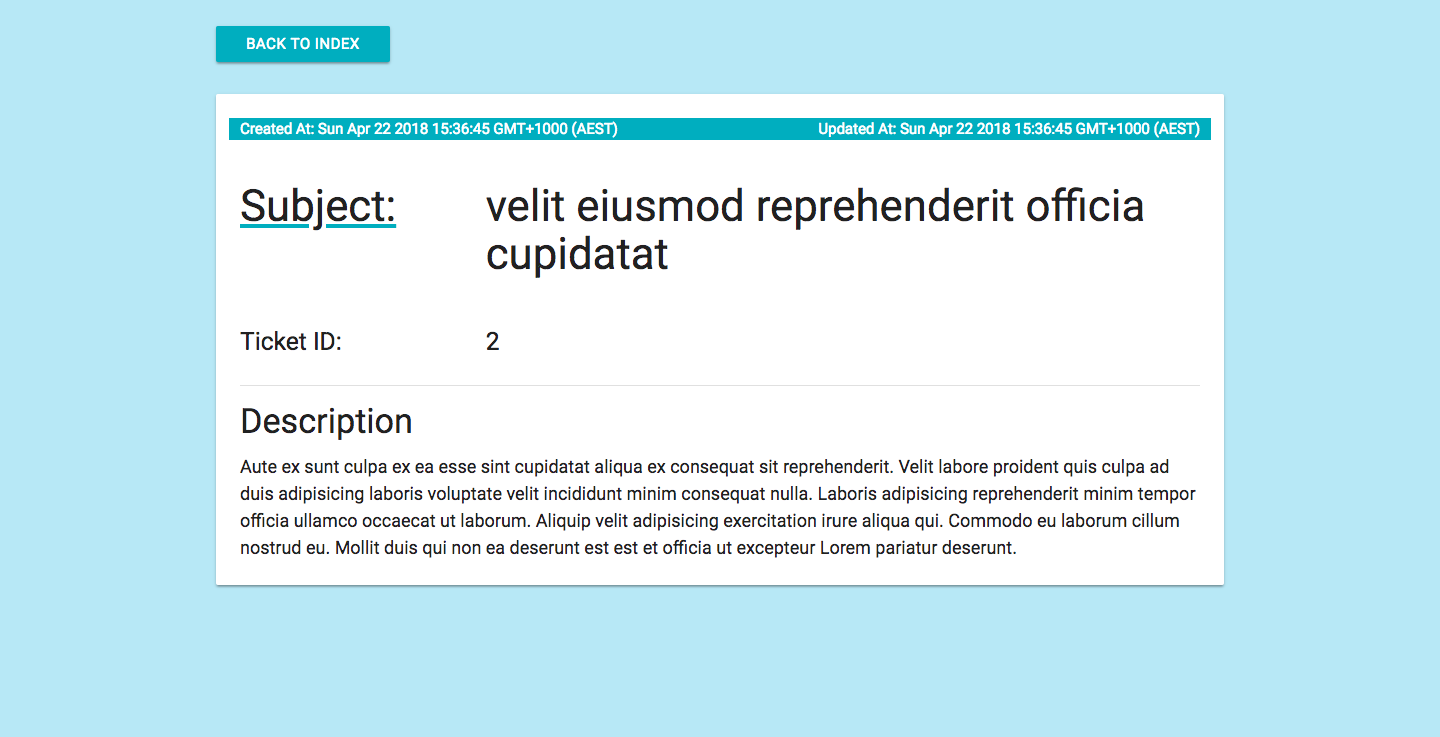 BACK TO INDEX
Created At: Sun Apr 22 2018 15:36:45 GMT+1000 (AEST) Updated At: Sun Apr 22 2018 15:36:45 GMT+1000 (AEST)
Subject: velit eiusmod reprehenderit officia
cupidatat
Ticket ID: 2
Description
Aute ex sunt culpa ex ea esse sint cupidatat aliqua ex consequat sit reprehenderit. Velit labore proident quis culpa ad
duis adipisicing laboris voluptate velit incididunt minim consequat nulla. Laboris adipisicing reprehenderit minim tempor
officia ullamco occaecat ut laborum. Aliquip velit adipisicing exercitation irure aliqua qui. Commodo eu laborum cillum
nostrud eu. Mollit duis qui non ea deserunt est est et officia ut excepteur Lorem pariatur deserunt.